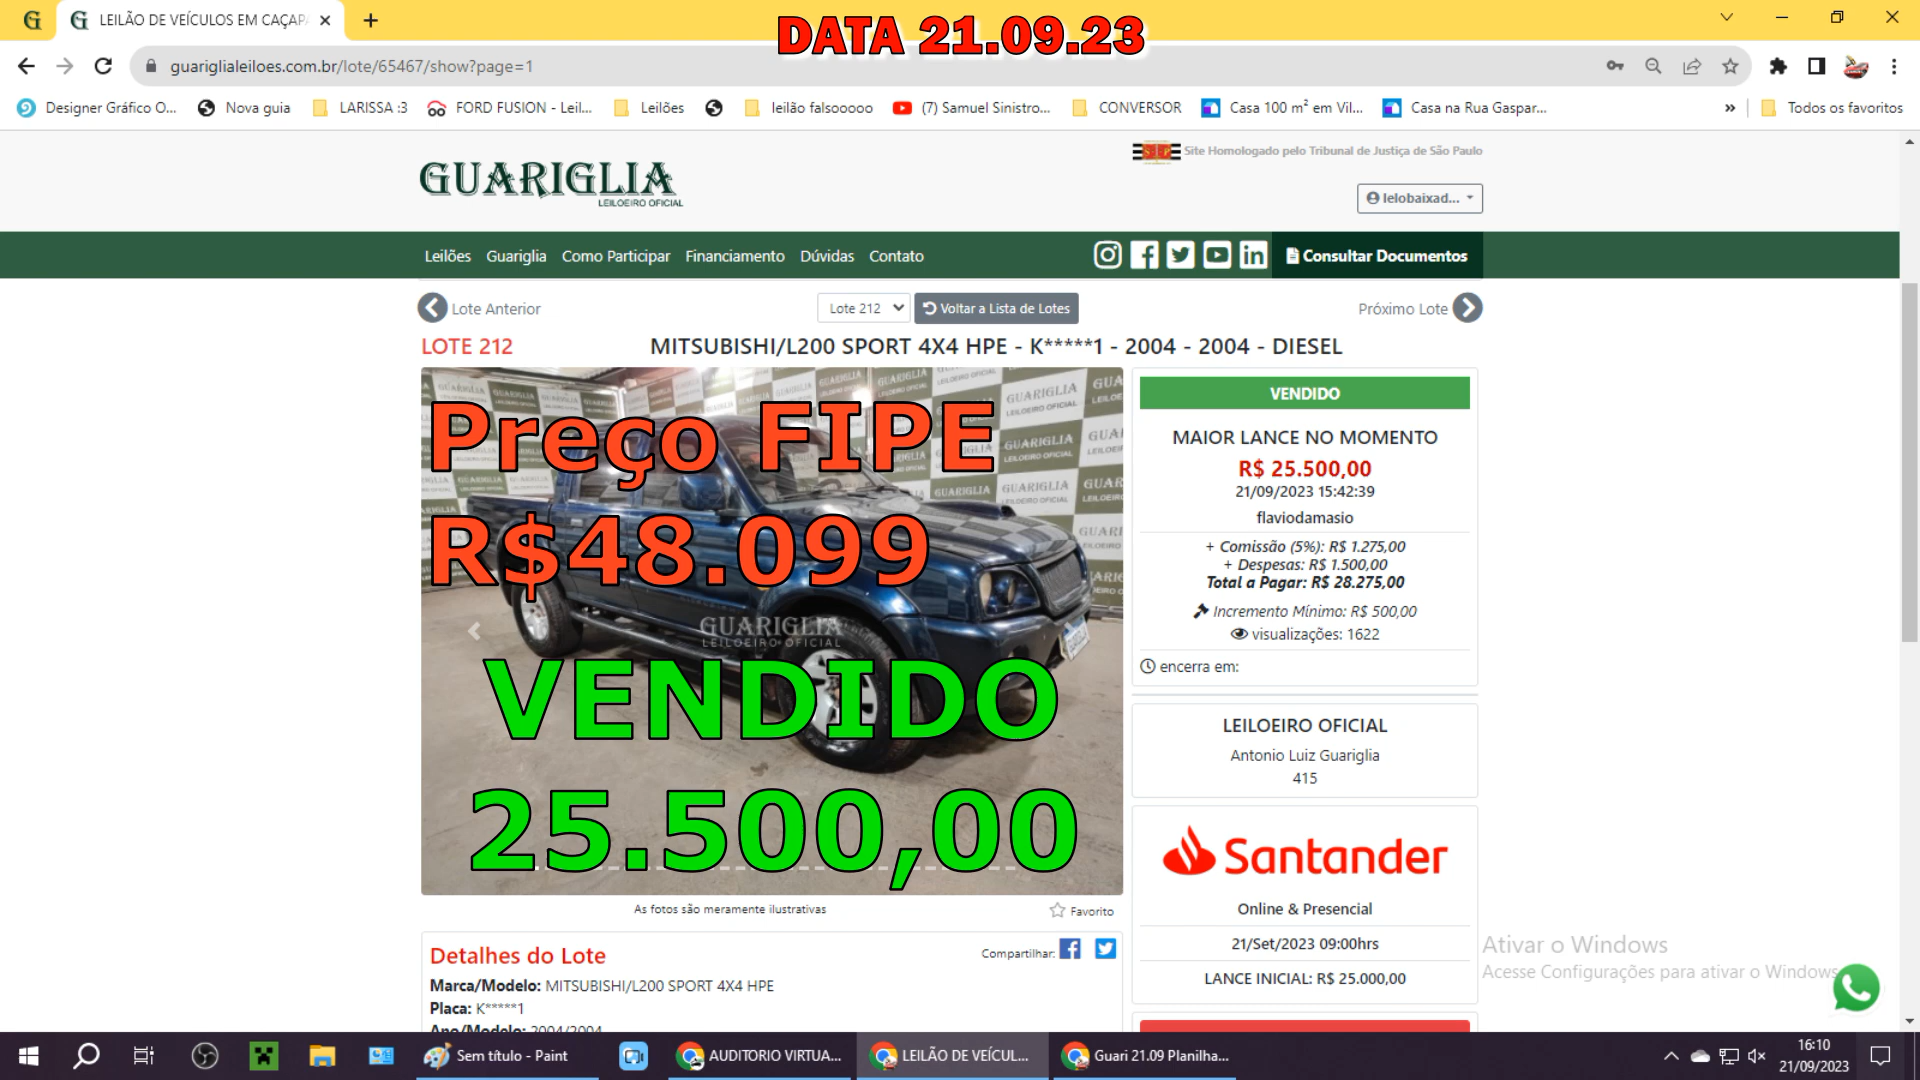 LEILÃO DE VEÍCULOS EM CAÇAPA
DATA 21.09.23
guariglialeiloes.com.br/lote/65467/show?page=1
Designer Gráfico O...
Nova guia
LARISSA :3
FORD FUSION - Leil...
Leilões
leilão falsooooo
(7) Samuel Sinistro...
CONVERSOR
Casa 100 m² em Vil...
Casa na Rua Gaspar...
»
Todos os favoritos
GUARIGLIA
LEILOEIRO OFICIAL
Site Homologado pelo Tribunal de Justiça de São Paulo
lelobaixad...
Leilões Guariglia Como Participar Financiamento Dúvidas Contato
Consultar Documentos
Lote Anterior
Lote 212
Voltar a Lista de Lotes
Próximo Lote
LOTE 212
MITSUBISHI/L200 SPORT 4X4 HPE - K*****1 - 2004 - 2004 - DIESEL
Preço FIPE
R$48.099
GUARIGLIA
LEILOEIRO OFICIAL
VENDIDO
25.500,00
As fotos são meramente ilustrativas
Favorito
VENDIDO
MAIOR LANCE NO MOMENTO
R$ 25.500,00
21/09/2023 15:42:39
flaviodamasio
+ Comissão (5%): R$ 1.275,00
+ Despesas: R$ 1.500,00
Total a Pagar: R$ 28.275,00
Incremento Mínimo: R$ 500,00
visualizações: 1622
encerra em:
LEILOEIRO OFICIAL
Antonio Luiz Guariglia
415
Santander
Online & Presencial
21/Set/2023 09:00hrs
LANCE INICIAL: R$ 25.000,00
Detalhes do Lote
Compartilhar:
Marca/Modelo: MITSUBISHI/L200 SPORT 4X4 HPE
Placa: K*****1
Ano/Modelo: 2004/2004
Ativar o Windows
Acesse Configurações para ativar o Windows
Sem título - Paint
AUDITORIO VIRTUA...
LEILÃO DE VEÍCUL...
Guari 21.09 Planilha...
16:10
21/09/2023